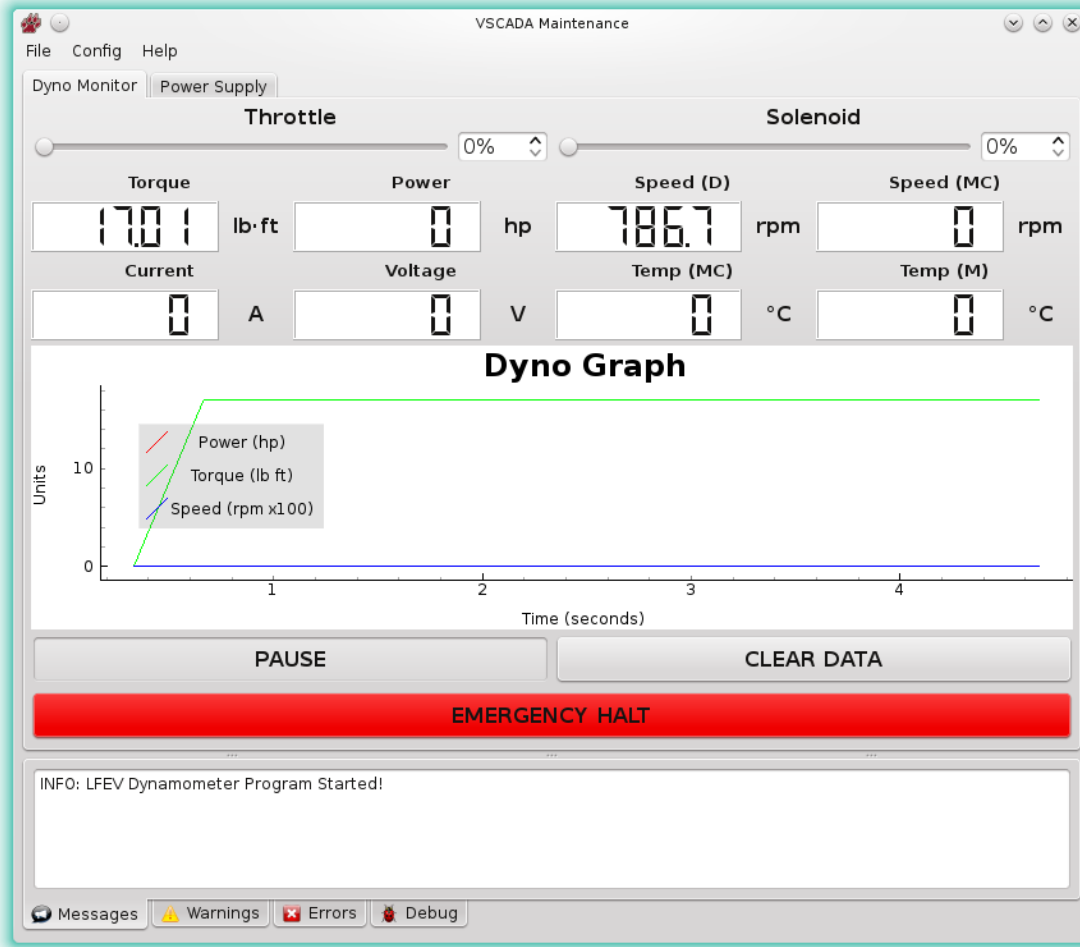 VSCADA Maintenance
File Config Help
Dyno Monitor Power Supply
Throttle Solenoid
0% 0%
Torque Power Speed (D) Speed (MC)
17.01 lb·ft 0 hp 786.7 rpm 0 rpm
Current Voltage Temp (MC) Temp (M)
0 A 0 V 0 °C 0 °C
Dyno Graph
Power (hp)
Torque (lb ft)
Speed (rpm x100)
Units
10
0
1 2 3 4
Time (seconds)
PAUSE CLEAR DATA
EMERGENCY HALT
INFO: LFEV Dynamometer Program Started!
Messages Warnings Errors Debug